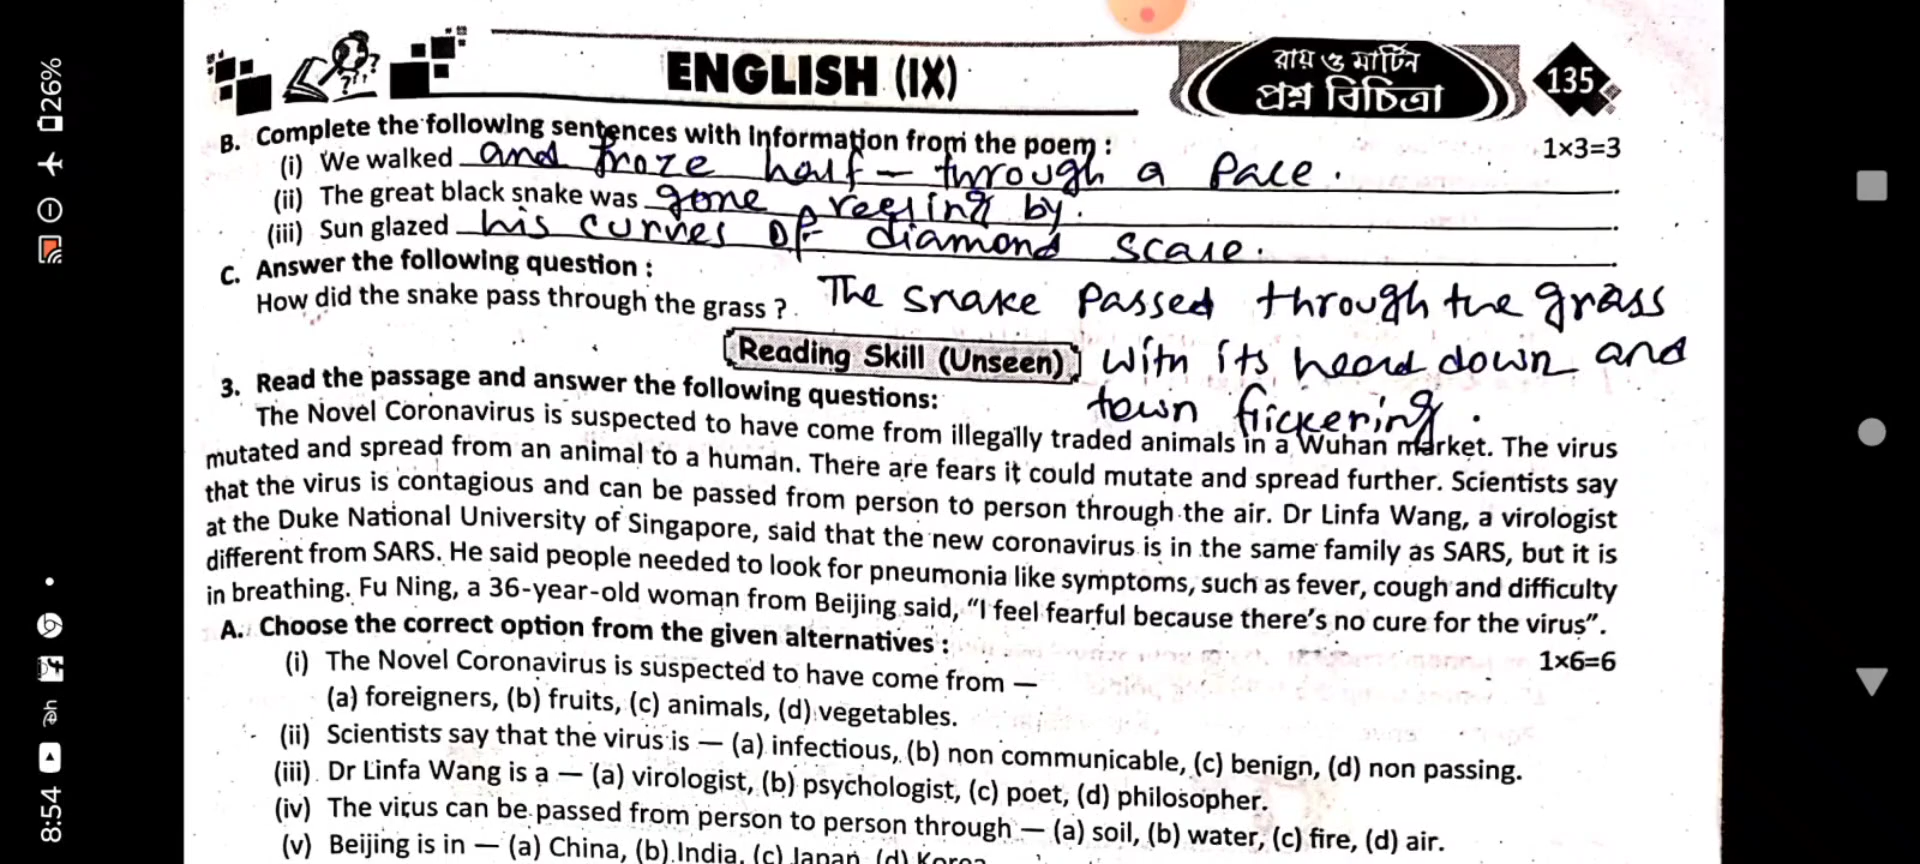 ENGLISH (IX)
রায় ও মার্টিন
প্রশ্ন বিচিত্রা
135
B. Complete the following sentences with information from the poem : 1×3=3
(i) We walked and froze half - through a pace.
(ii) The great black snake was gone by.
(iii) Sun glazed his curves of diamond scale.
C. Answer the following question :
How did the snake pass through the grass ? The snake passed through the grass
Reading Skill (Unseen) with its head down and
3. Read the passage and answer the following questions:
The Novel Coronavirus is suspected to have come from illegally traded animals in a Wuhan market. The virus
mutated and spread from an animal to a human. There are fears it could mutate and spread further. Scientists say
that the virus is contagious and can be passed from person to person through the air. Dr Linfa Wang, a virologist
at the Duke National University of Singapore, said that the new coronavirus is in the same family as SARS, but it is
different from SARS. He said people needed to look for pneumonia like symptoms, such as fever, cough and difficulty
in breathing. Fu Ning, a 36-year-old woman from Beijing said, “I feel fearful because there’s no cure for the virus”.
A. Choose the correct option from the given alternatives : 1×6=6
(i) The Novel Coronavirus is suspected to have come from —
(a) foreigners, (b) fruits, (c) animals, (d) vegetables.
(ii) Scientists say that the virus is — (a) infectious, (b) non communicable, (c) benign, (d) non passing.
(iii) Dr Linfa Wang is a — (a) virologist, (b) psychologist, (c) poet, (d) philosopher.
(iv) The virus can be passed from person to person through — (a) soil, (b) water, (c) fire, (d) air.
(v) Beijing is in — (a) China, (b) India, (c) Japan, (d) Korea
26%
8:54